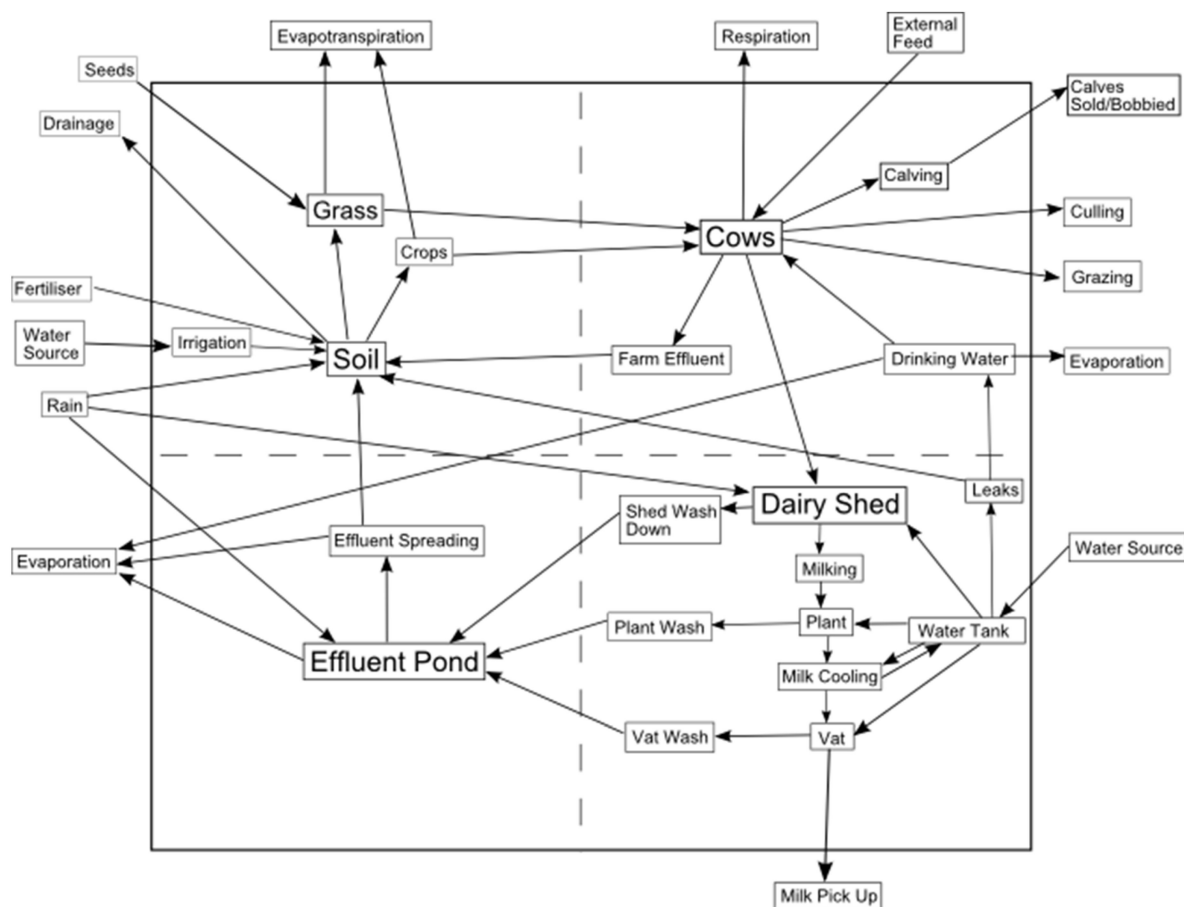 Evapotranspiration
Respiration
External
Feed
Seeds
Calves
Sold/Bobbied
Drainage
Calving
Grass
Culling
Cows
Crops
Grazing
Fertiliser
Water
Source
Irrigation
Soil
Farm Effluent
Drinking Water
Evaporation
Rain
Leaks
Dairy Shed
Shed Wash
Down
Effluent Spreading
Water Source
Evaporation
Milking
Plant Wash
Plant
Water Tank
Effluent Pond
Milk Cooling
Vat Wash
Vat
Milk Pick Up